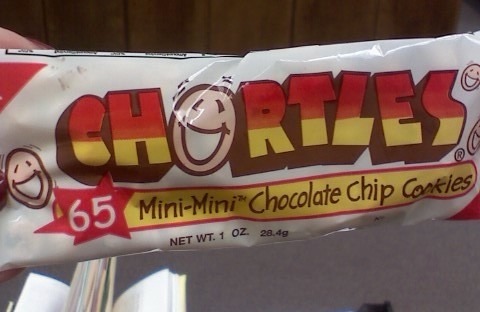 CHORTLES®
65 Mini-Mini™ Chocolate Chip Cookies
NET WT. 1 OZ. 28.4g